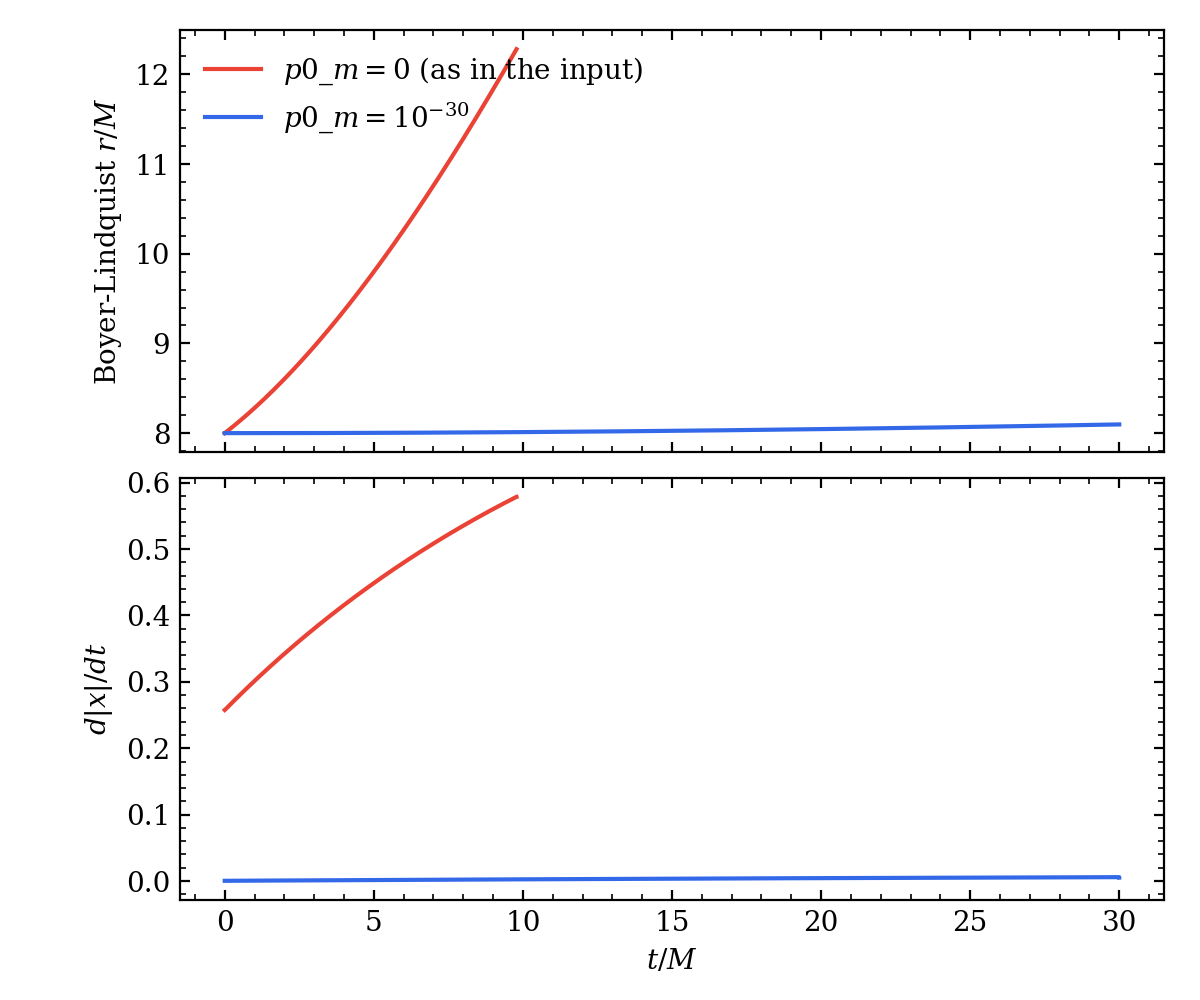 12
11
10
9
8
Boyer-Lindquist r/M
p0_m = 0 (as in the input)
p0_m = 10⁻³⁰
0.6
0.5
0.4
0.3
0.2
0.1
0.0
d|x|/dt
0 5 10 15 20 25 30
t/M